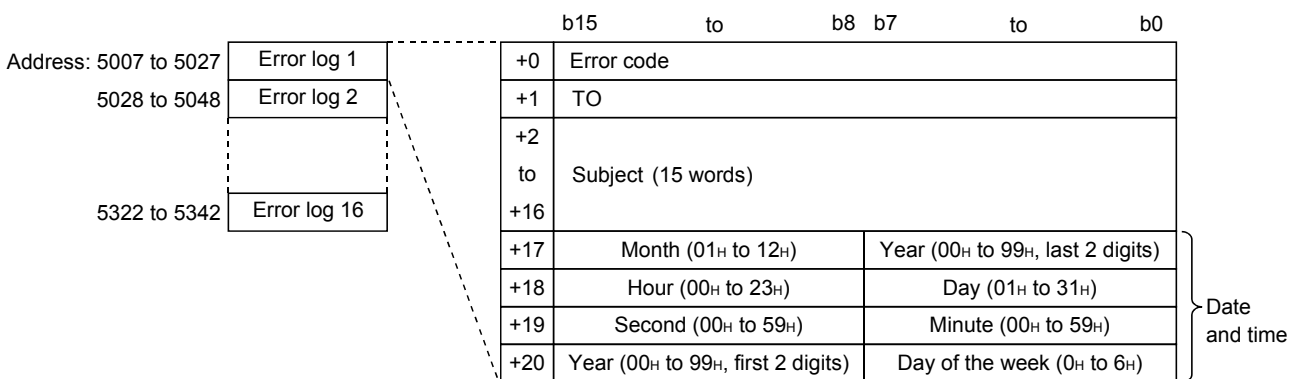 b15 to b8 b7 to b0
Address: 5007 to 5027 Error log 1 +0 Error code
5028 to 5048 Error log 2 +1 TO
+2
to Subject (15 words)
5322 to 5342 Error log 16 +16
+17 Month (01H to 12H) Year (00H to 99H, last 2 digits)
+18 Hour (00H to 23H) Day (01H to 31H)
+19 Second (00H to 59H) Minute (00H to 59H)
+20 Year (00H to 99H, first 2 digits) Day of the week (0H to 6H)
Date
and time